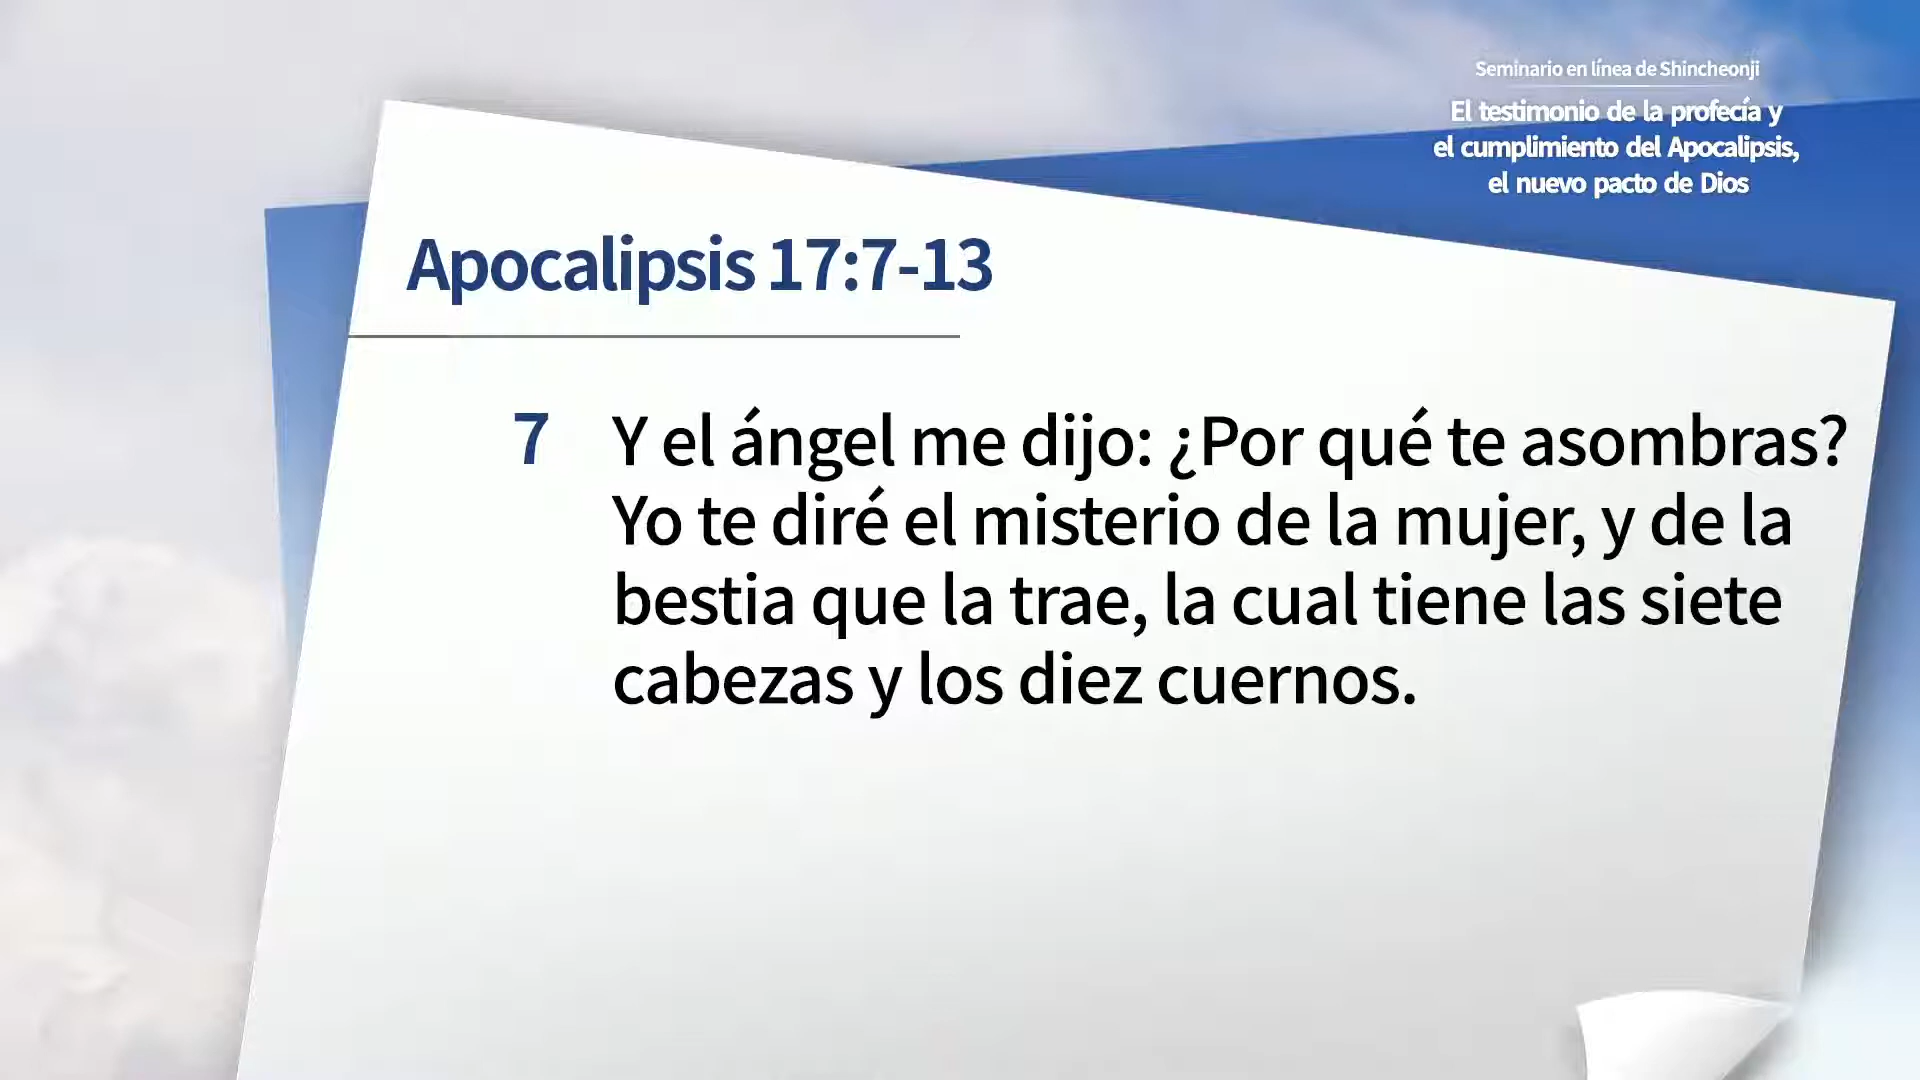 Seminario en línea de Shincheonji
El testimonio de la profecía y
el cumplimiento del Apocalipsis,
el nuevo pacto de Dios
Apocalipsis 17:7-13
7 Y el ángel me dijo: ¿Por qué te asombras?
Yo te diré el misterio de la mujer, y de la
bestia que la trae, la cual tiene las siete
cabezas y los diez cuernos.